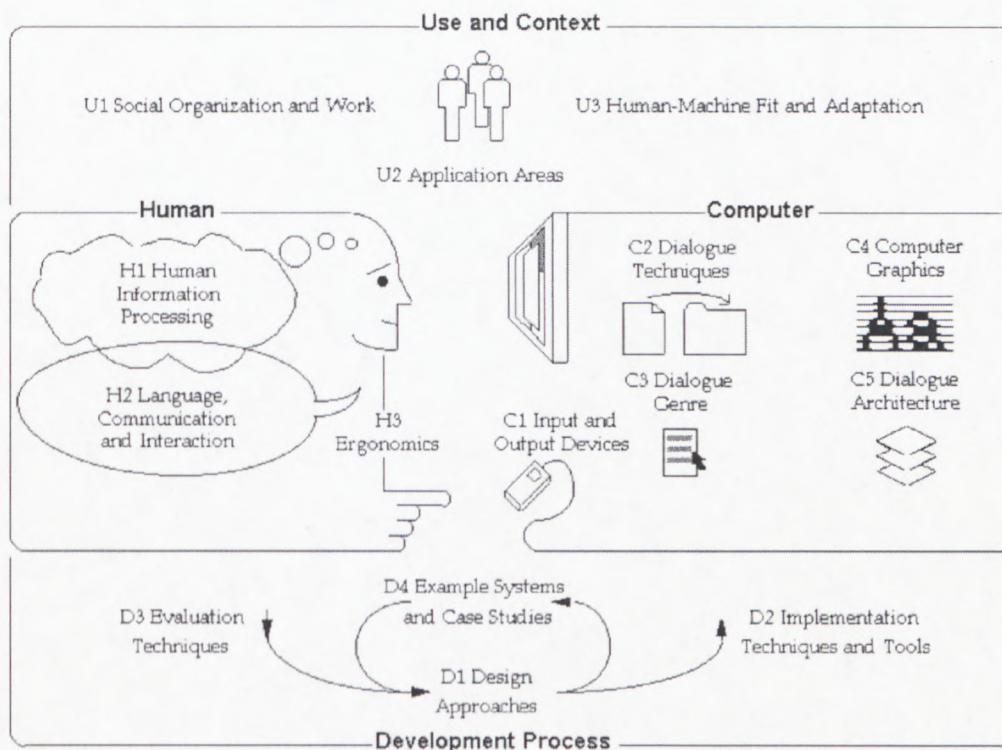 Use and Context
U1 Social Organization and Work
U3 Human-Machine Fit and Adaptation
U2 Application Areas
Human
H1 Human
Information
Processing
H2 Language,
Communication
and Interaction
H3
Ergonomics
Computer
C1 Input and
Output Devices
C2 Dialogue
Techniques
C3 Dialogue
Genre
C4 Computer
Graphics
C5 Dialogue
Architecture
D3 Evaluation
Techniques
D4 Example Systems
and Case Studies
D1 Design
Approaches
D2 Implementation
Techniques and Tools
Development Process